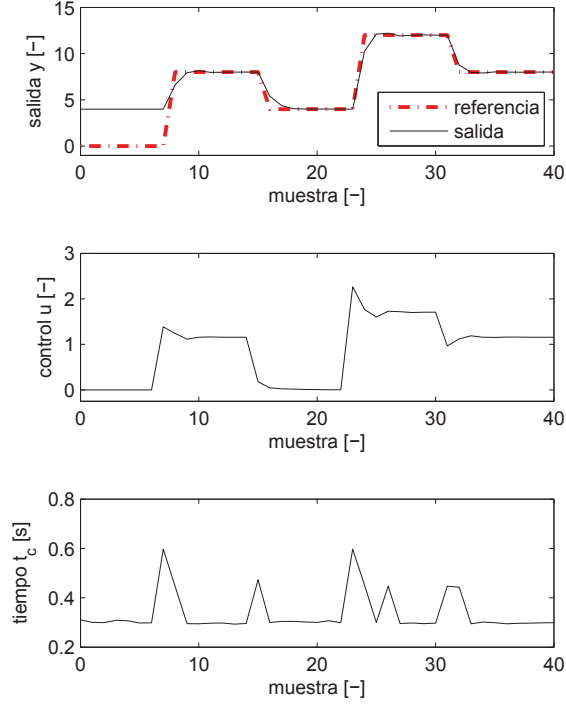 15
10
5
0
salida y [−]
referencia
salida
0 10 20 30 40
muestra [−]
3
2
1
0
control u [−]
0 10 20 30 40
muestra [−]
0.8
0.6
0.4
0.2
tiempo t_c [s]
0 10 20 30 40
muestra [−]